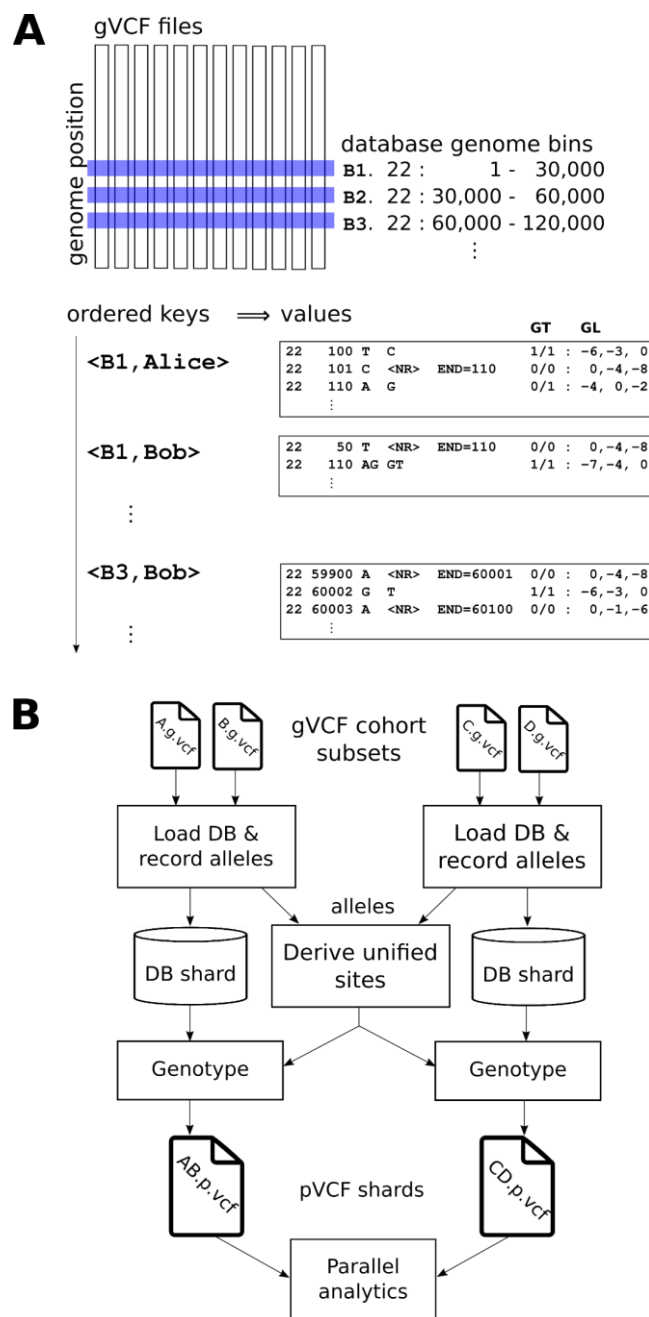 A
gVCF files
genome position
database genome bins
B1. 22 : 1 - 30,000
B2. 22 : 30,000 - 60,000
B3. 22 : 60,000 - 120,000
⋮
ordered keys ⟹ values
GT GL
<B1,Alice>
22 100 T C 1/1 : -6,-3, 0
22 101 C <NR> END=110 0/0 : 0,-4,-8
22 110 A G 0/1 : -4, 0,-2
⋮
<B1,Bob>
22 50 T <NR> END=110 0/0 : 0,-4,-8
22 110 AG GT 1/1 : -7,-4, 0
⋮
⋮
<B3,Bob>
22 59900 A <NR> END=60001 0/0 : 0,-4,-8
22 60002 G T 1/1 : -6,-3, 0
22 60003 A <NR> END=60100 0/0 : 0,-1,-6
⋮
⋮
B
A.g.vcf
B.g.vcf
gVCF cohort
subsets
C.g.vcf
D.g.vcf
Load DB &
record alleles
Load DB &
record alleles
alleles
DB shard
Derive unified
sites
DB shard
Genotype
Genotype
AB.p.vcf
pVCF shards
CD.p.vcf
Parallel
analytics